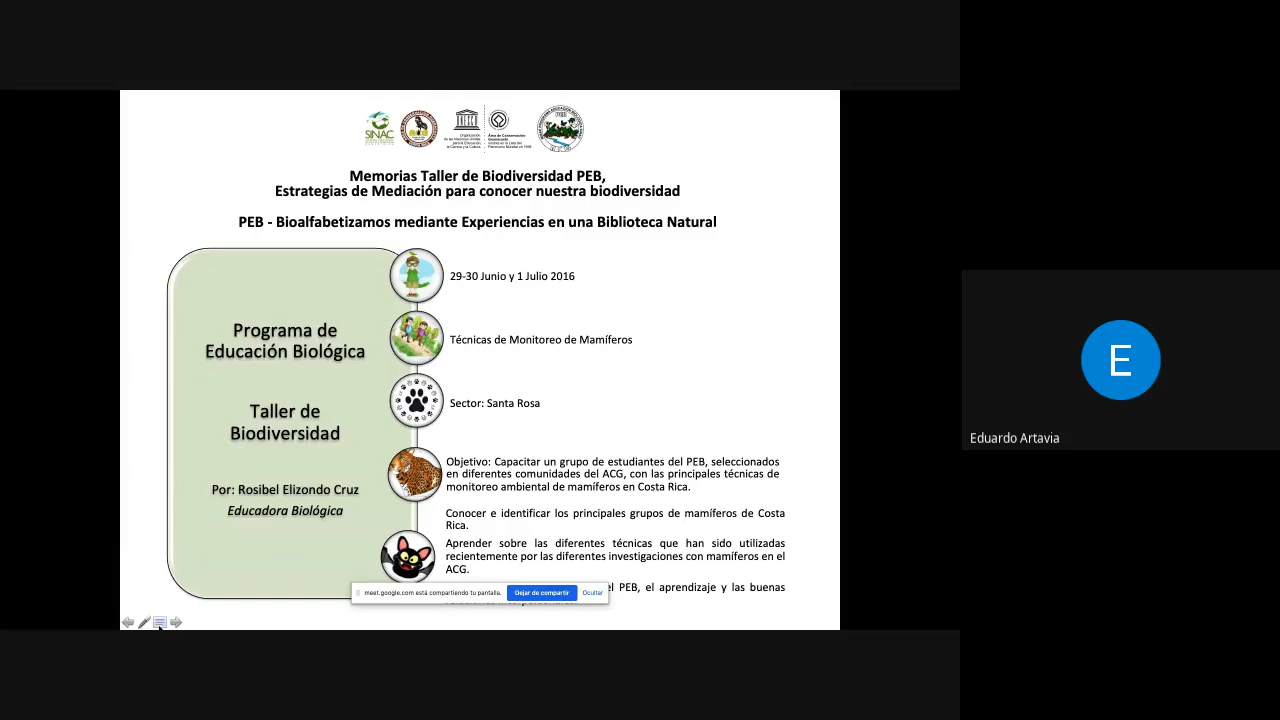 SINAC
UNESCO
PEB
Memorias Taller de Biodiversidad PEB,
Estrategias de Mediación para conocer nuestra biodiversidad
PEB - Bioalfabetizamos mediante Experiencias en una Biblioteca Natural
Programa de
Educación Biológica
Taller de
Biodiversidad
Por: Rosibel Elizondo Cruz
Educadora Biológica
29-30 Junio y 1 Julio 2016
Técnicas de Monitoreo de Mamíferos
Sector: Santa Rosa
Objetivo: Capacitar un grupo de estudiantes del PEB, seleccionados
en diferentes comunidades del ACG, con las principales técnicas de
monitoreo ambiental de mamíferos en Costa Rica.
Conocer e identificar los principales grupos de mamíferos de Costa
Rica.
Aprender sobre las diferentes técnicas que han sido utilizadas
recientemente por las diferentes investigaciones con mamíferos en el
ACG.
el PEB, el aprendizaje y las buenas
meet.google.com está compartiendo tu pantalla.
Dejar de compartir
Ocultar
E
Eduardo Artavia